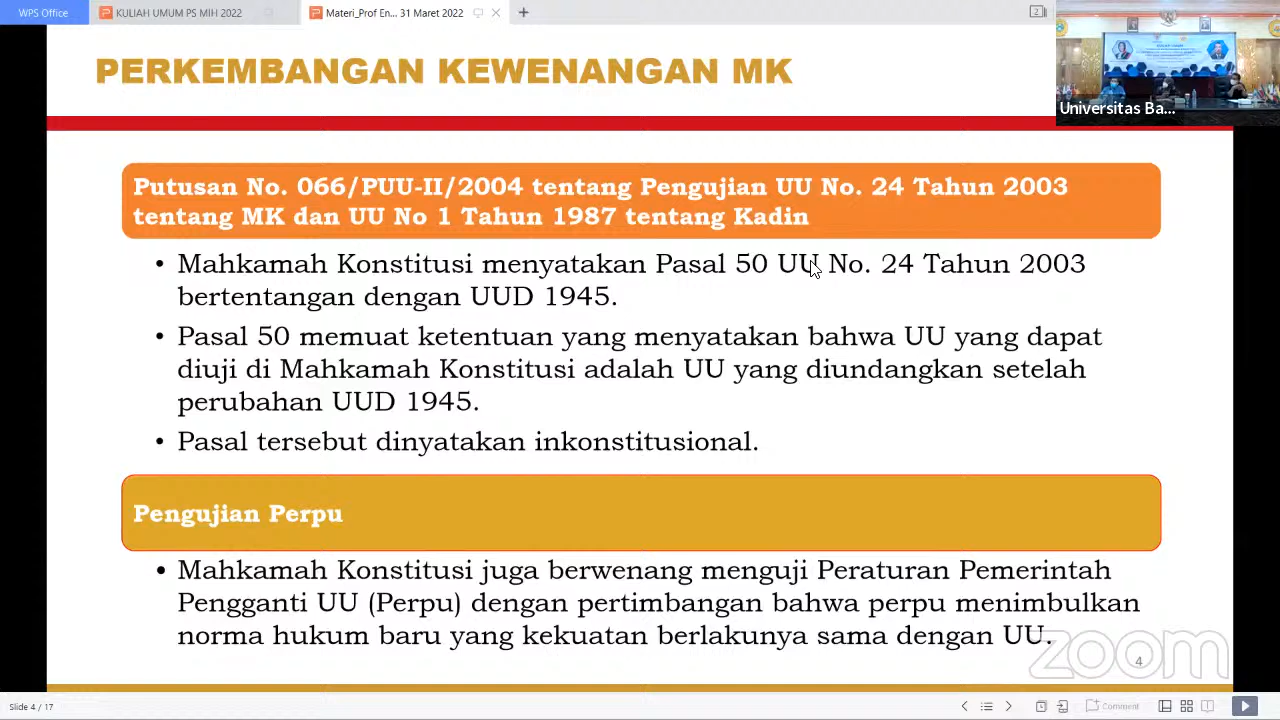 WPS Office
KULIAH UMUM PS MIH 2022
Materi_Prof En... 31 Maret 2022
2
PERKEMBANGAN KEWENANGAN MK
Universitas Ba...
Putusan No. 066/PUU-II/2004 tentang Pengujian UU No. 24 Tahun 2003
tentang MK dan UU No 1 Tahun 1987 tentang Kadin
• Mahkamah Konstitusi menyatakan Pasal 50 UU No. 24 Tahun 2003
bertentangan dengan UUD 1945.
• Pasal 50 memuat ketentuan yang menyatakan bahwa UU yang dapat
diuji di Mahkamah Konstitusi adalah UU yang diundangkan setelah
perubahan UUD 1945.
• Pasal tersebut dinyatakan inkonstitusional.
Pengujian Perpu
• Mahkamah Konstitusi juga berwenang menguji Peraturan Pemerintah
Pengganti UU (Perpu) dengan pertimbangan bahwa perpu menimbulkan
norma hukum baru yang kekuatan berlakunya sama dengan UU.
zoom
4
Slide 4 / 17
Comment